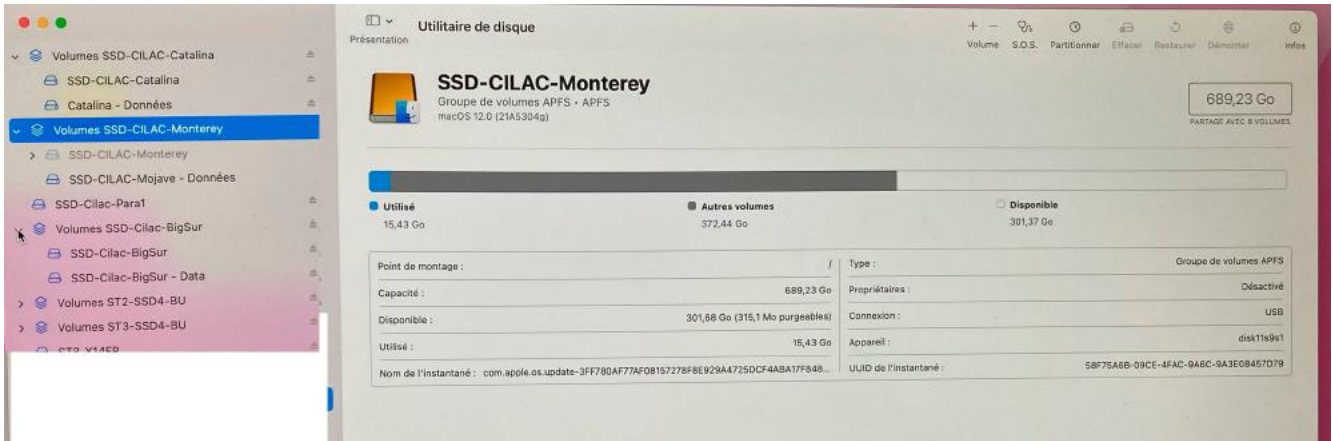 Présentation
Utilitaire de disque
Volume S.O.S. Partitionner Effacer Restaurer Démonter Infos
Volumes SSD-CILAC-Catalina
SSD-CILAC-Catalina
Catalina - Données
Volumes SSD-CILAC-Monterey
SSD-CILAC-Monterey
SSD-CILAC-Mojave - Données
SSD-Cilac-Para1
Volumes SSD-Cilac-BigSur
SSD-Cilac-BigSur
SSD-Cilac-BigSur - Data
Volumes ST2-SSD4-BU
Volumes ST3-SSD4-BU
SSD-CILAC-Monterey
Groupe de volumes APFS • APFS
macOS 12.0 (21A5304g)
689,23 Go
PARTAGÉ AVEC 8 VOLUMES
Utilisé
15,43 Go
Autres volumes
372,44 Go
Disponible
301,37 Go
Point de montage : /
Capacité : 689,23 Go
Disponible : 301,68 Go (315,1 Mo purgeables)
Utilisé : 15,43 Go
Nom de l'instantané :
Type : Groupe de volumes APFS
Propriétaires : Désactivé
Connexion : USB
Appareil : disk11s9s1
UUID de l'instantané : 58F75A6B-09CE-4FAC-9A6C-9A3E08457D79